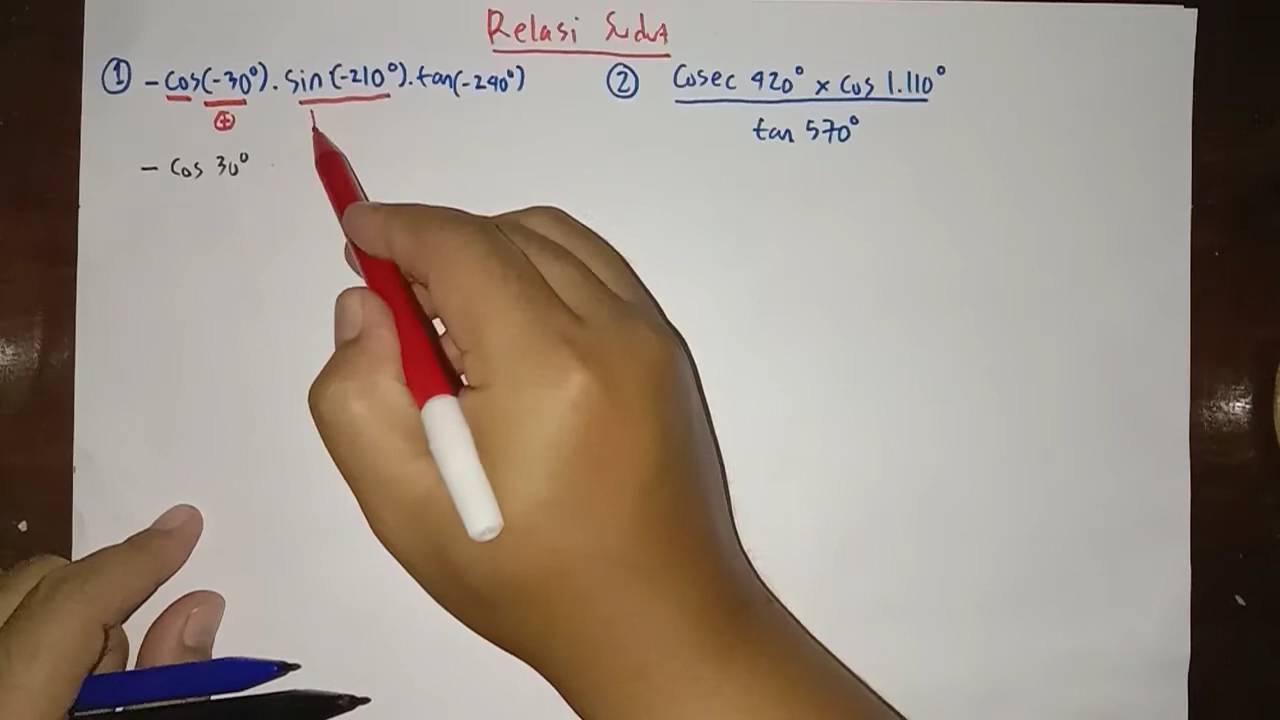 Relasi Sudut
① -cos(-30°).sin(-210°).tan(-240°)
⊕
- cos 30°
② Cosec 420° x cos 1.110°
tan 570°